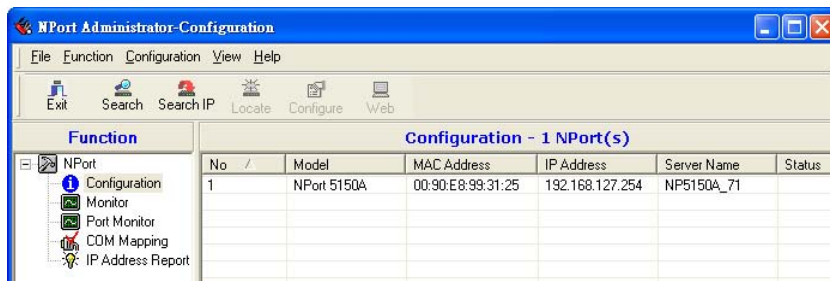 NPort Administrator-Configuration
File Function Configuration View Help
Exit Search Search IP Locate Configure Web
Function
Configuration - 1 NPort(s)
NPort
Configuration
Monitor
Port Monitor
COM Mapping
IP Address Report
No Model MAC Address IP Address Server Name Status
1 NPort 5150A 00:90:E8:99:31:25 192.168.127.254 NP5150A_71